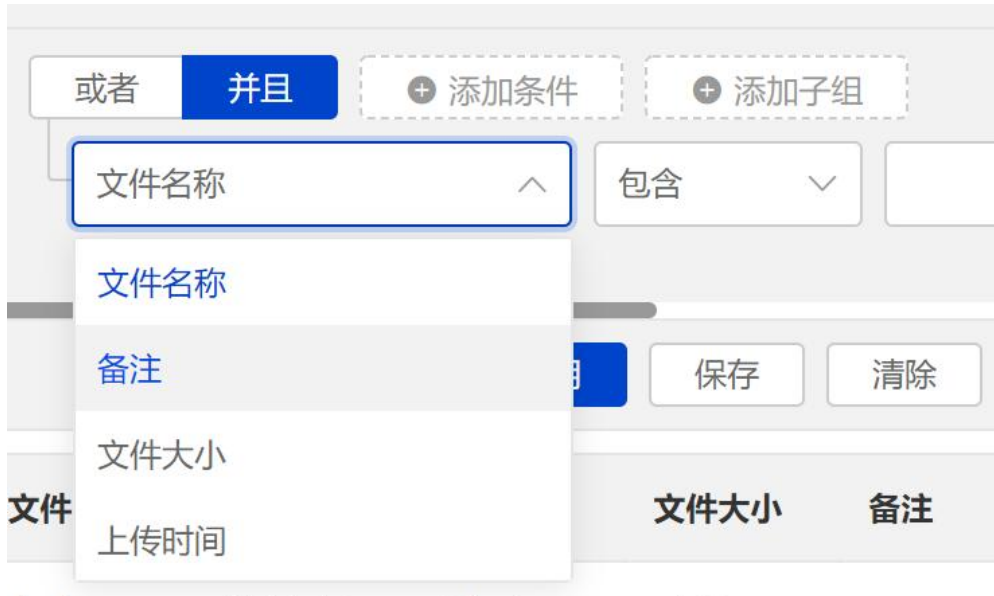 或者 并且 添加条件 添加子组
文件名称 包含
文件名称
备注
保存 清除
文件大小
文件 文件大小 备注
上传时间